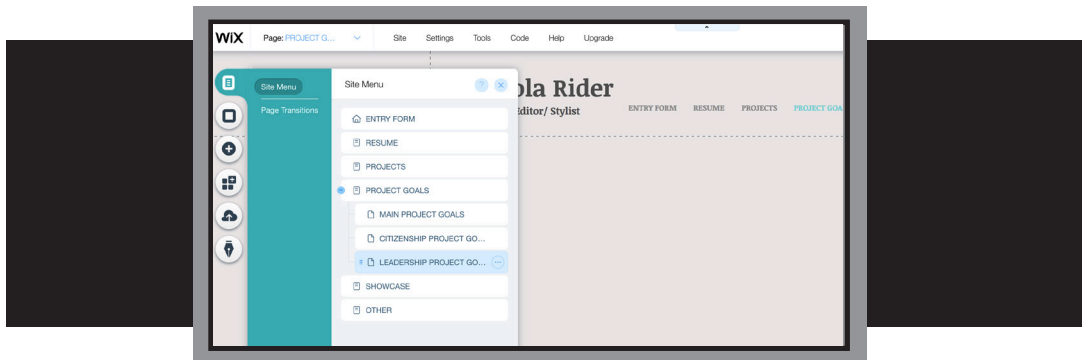 WiX Page: PROJECT G... Site Settings Tools Code Help Upgrade
Site Menu
Page Transitions
Site Menu ?
ENTRY FORM
RESUME
PROJECTS
PROJECT GOALS
MAIN PROJECT GOALS
CITIZENSHIP PROJECT GO...
LEADERSHIP PROJECT GO...
SHOWCASE
OTHER
ola Rider
Editor/ Stylist
ENTRY FORM RESUME PROJECTS PROJECT GOA